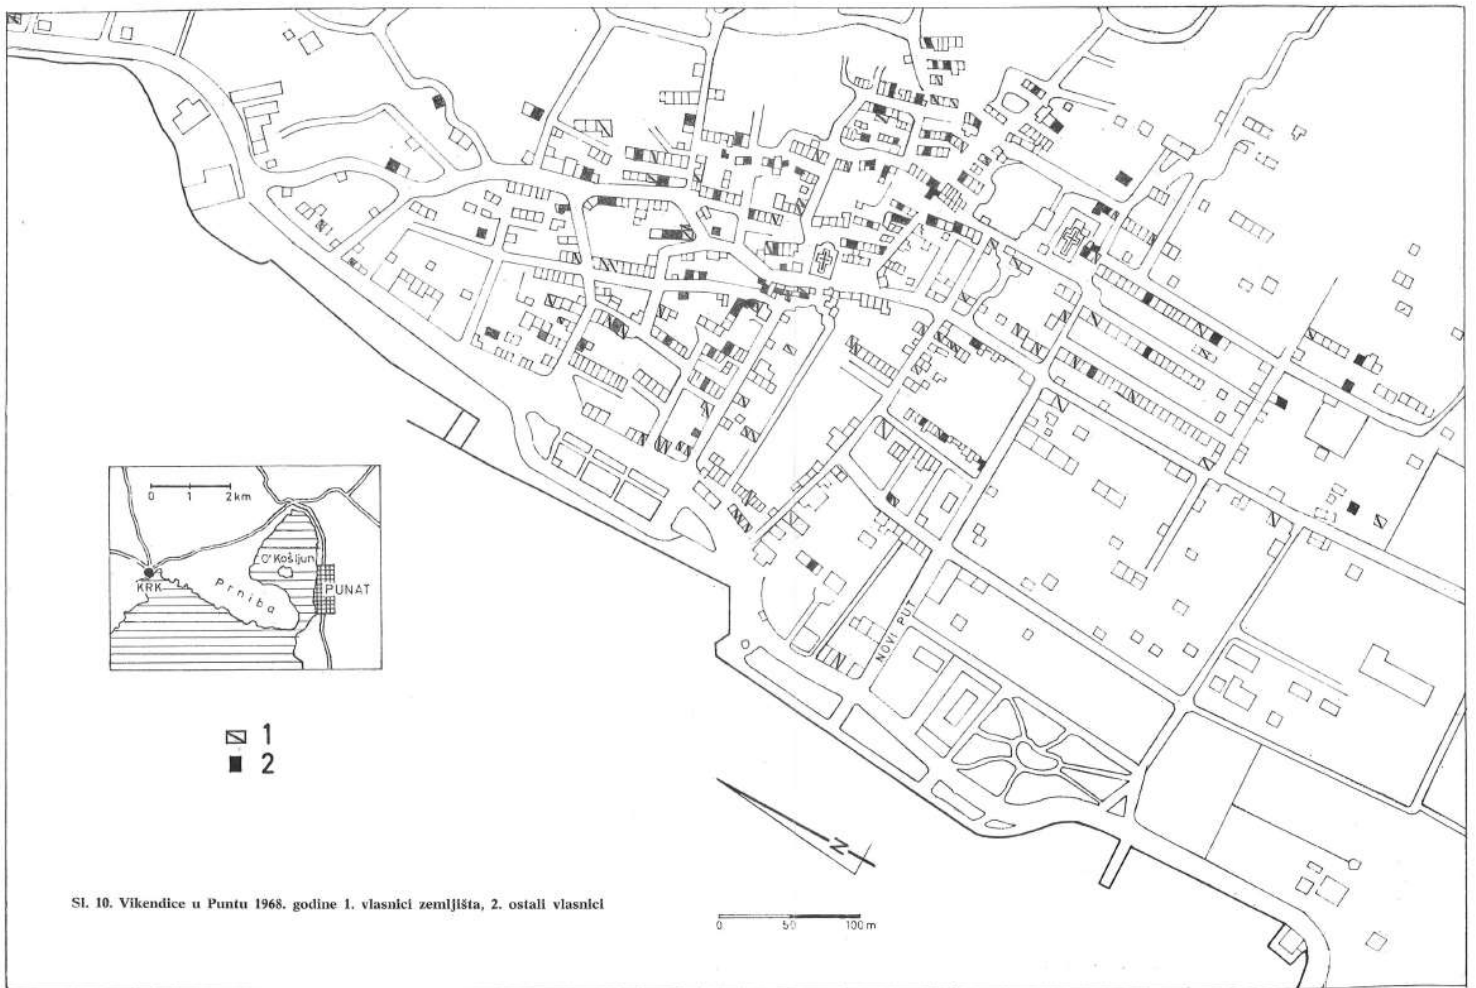 0 1 2 km
Oº Košljun
KRK
Prniba
PUNAT
NOVI PUT
1
2
N
Sl. 10. Vikendice u Puntu 1968. godine 1. vlasnici zemljišta, 2. ostali vlasnici
0 50 100 m